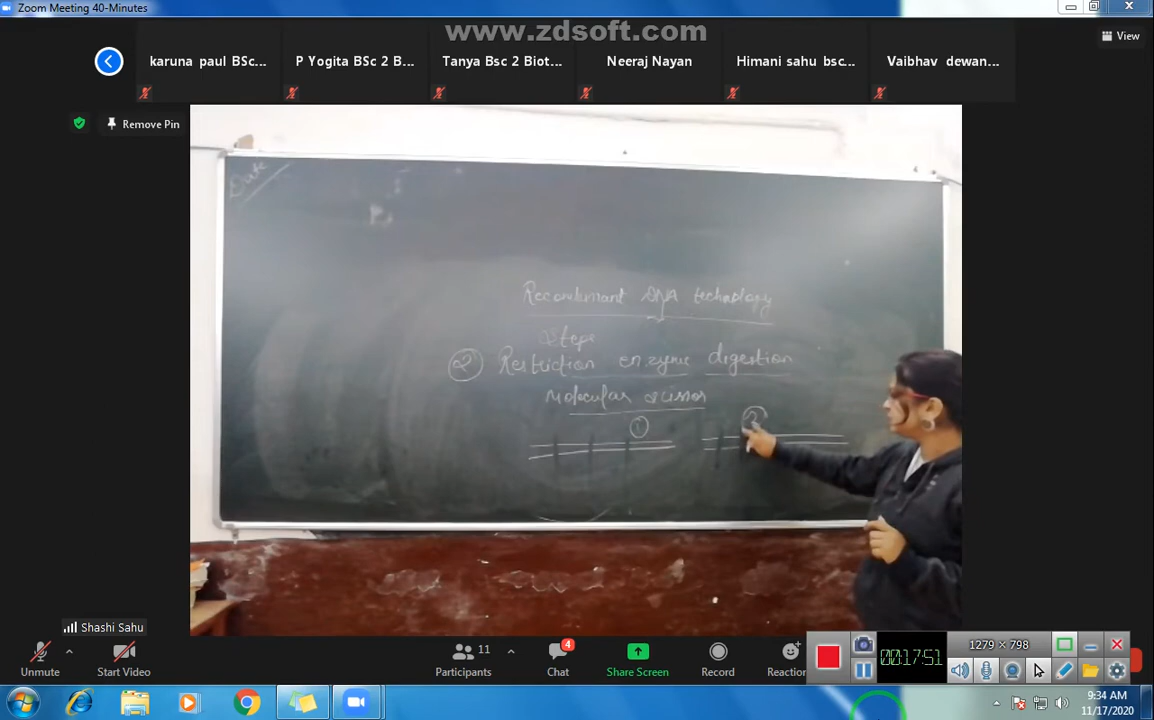 Zoom Meeting 40-Minutes
www.zdsoft.com
View
karuna paul BSc...
P Yogita BSc 2 B...
Tanya Bsc 2 Biot...
Neeraj Nayan
Himani sahu bsc...
Vaibhav dewan...
Remove Pin
Date
Recombinant DNA technology
Steps
② Restriction enzyme digestion
Molecular scissor
① ②
Shashi Sahu
Unmute
Start Video
11
Participants
4
Chat
Share Screen
Record
Reaction
00:17:51
1279 × 798
9:34 AM
11/17/2020